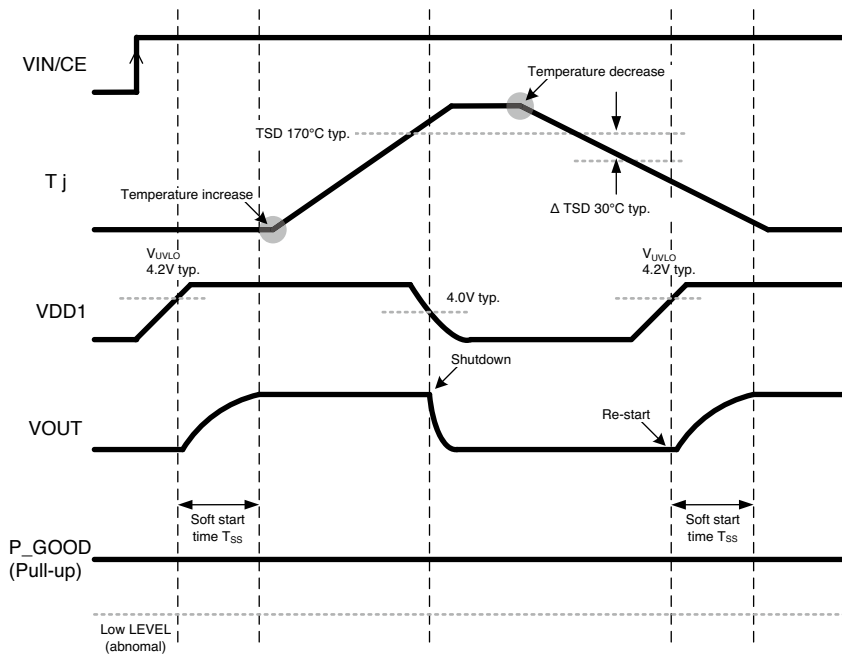 VIN/CE
Temperature decrease
TSD 170°C typ.
T j
Temperature increase
Δ TSD 30°C typ.
VUVLO
4.2V typ.
VUVLO
4.2V typ.
VDD1
4.0V typ.
Shutdown
VOUT
Re-start
Soft start
time TSS
Soft start
time TSS
P_GOOD
(Pull-up)
Low LEVEL
(abnomal)